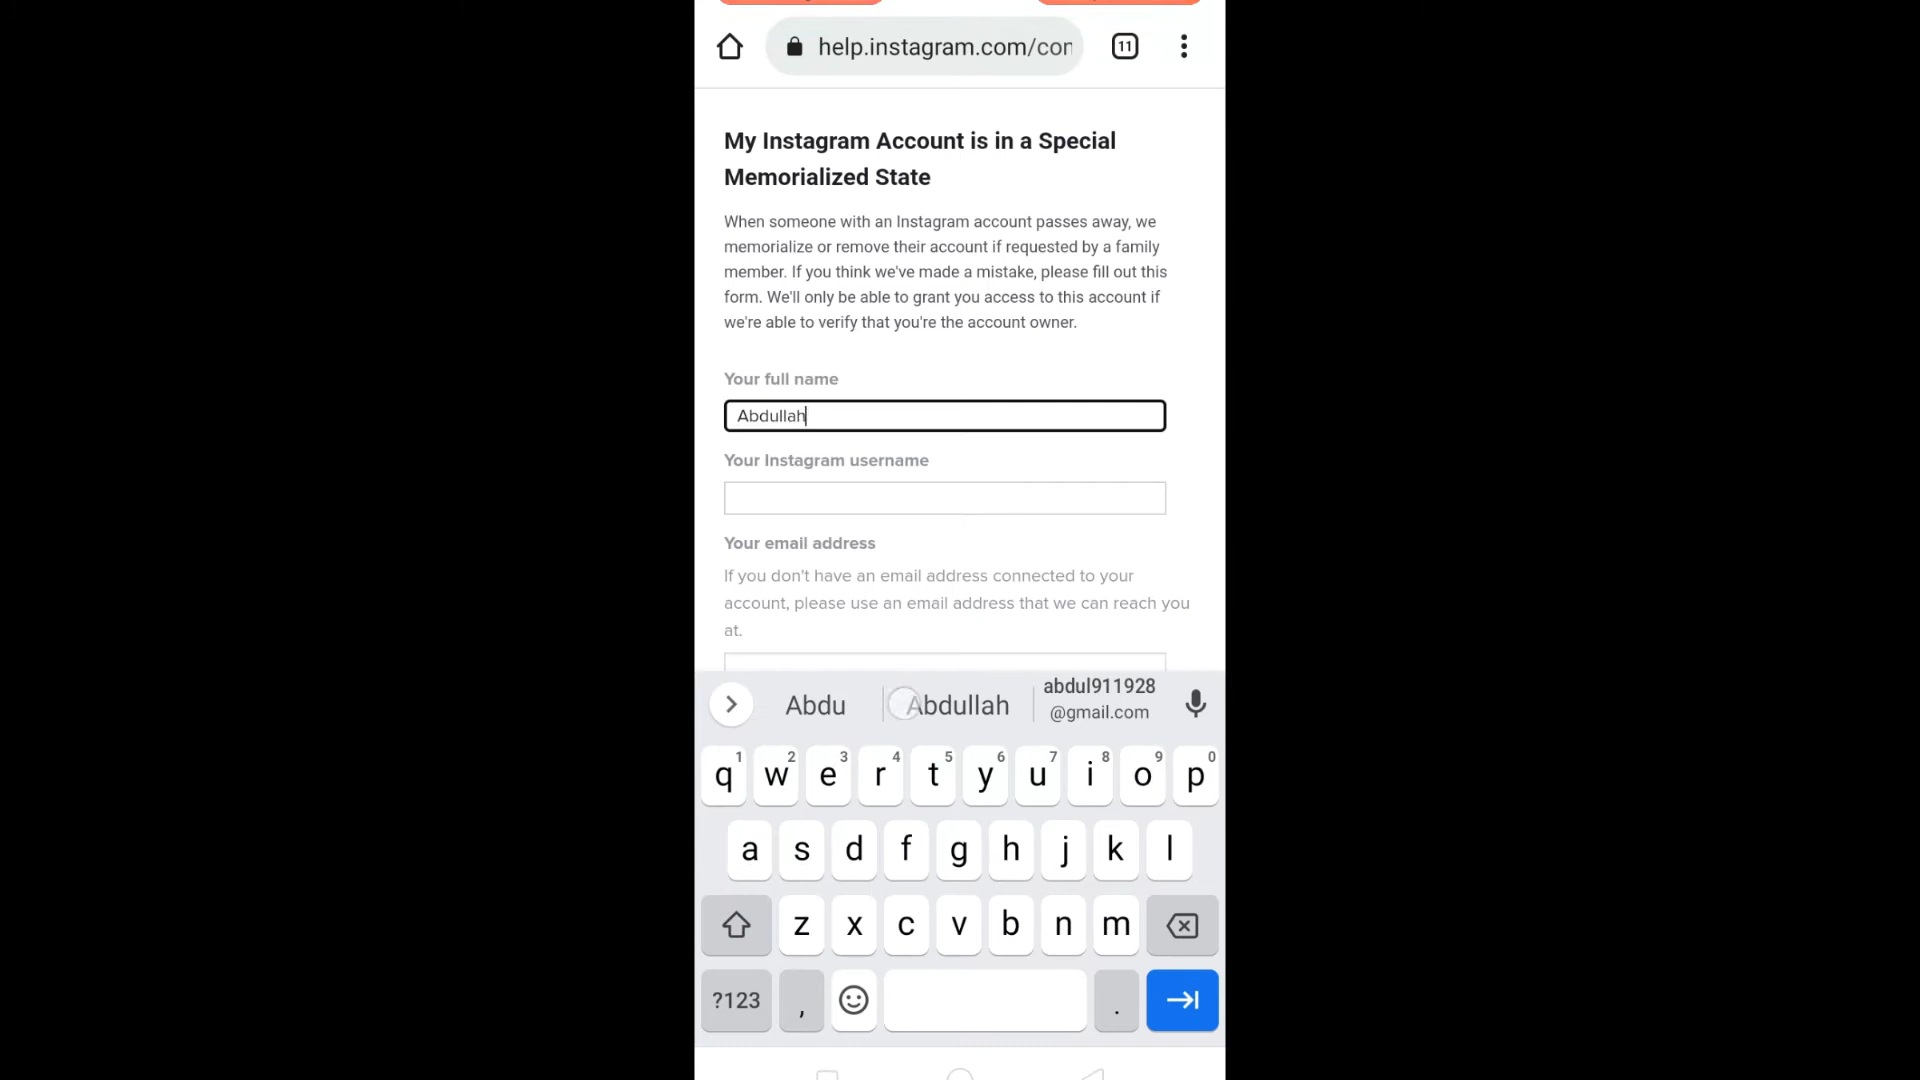 help.instagram.com/con
11
My Instagram Account is in a Special
Memorialized State
When someone with an Instagram account passes away, we
memorialize or remove their account if requested by a family
member. If you think we've made a mistake, please fill out this
form. We'll only be able to grant you access to this account if
we're able to verify that you're the account owner.
Your full name
Abdullah
Your Instagram username
Your email address
If you don't have an email address connected to your
account, please use an email address that we can reach you
at.
Abdu Abdullah abdul911928
@gmail.com
1 2 3 4 5 6 7 8 9 0
q w e r t y u i o p
a s d f g h j k l
z x c v b n m
?123 , .